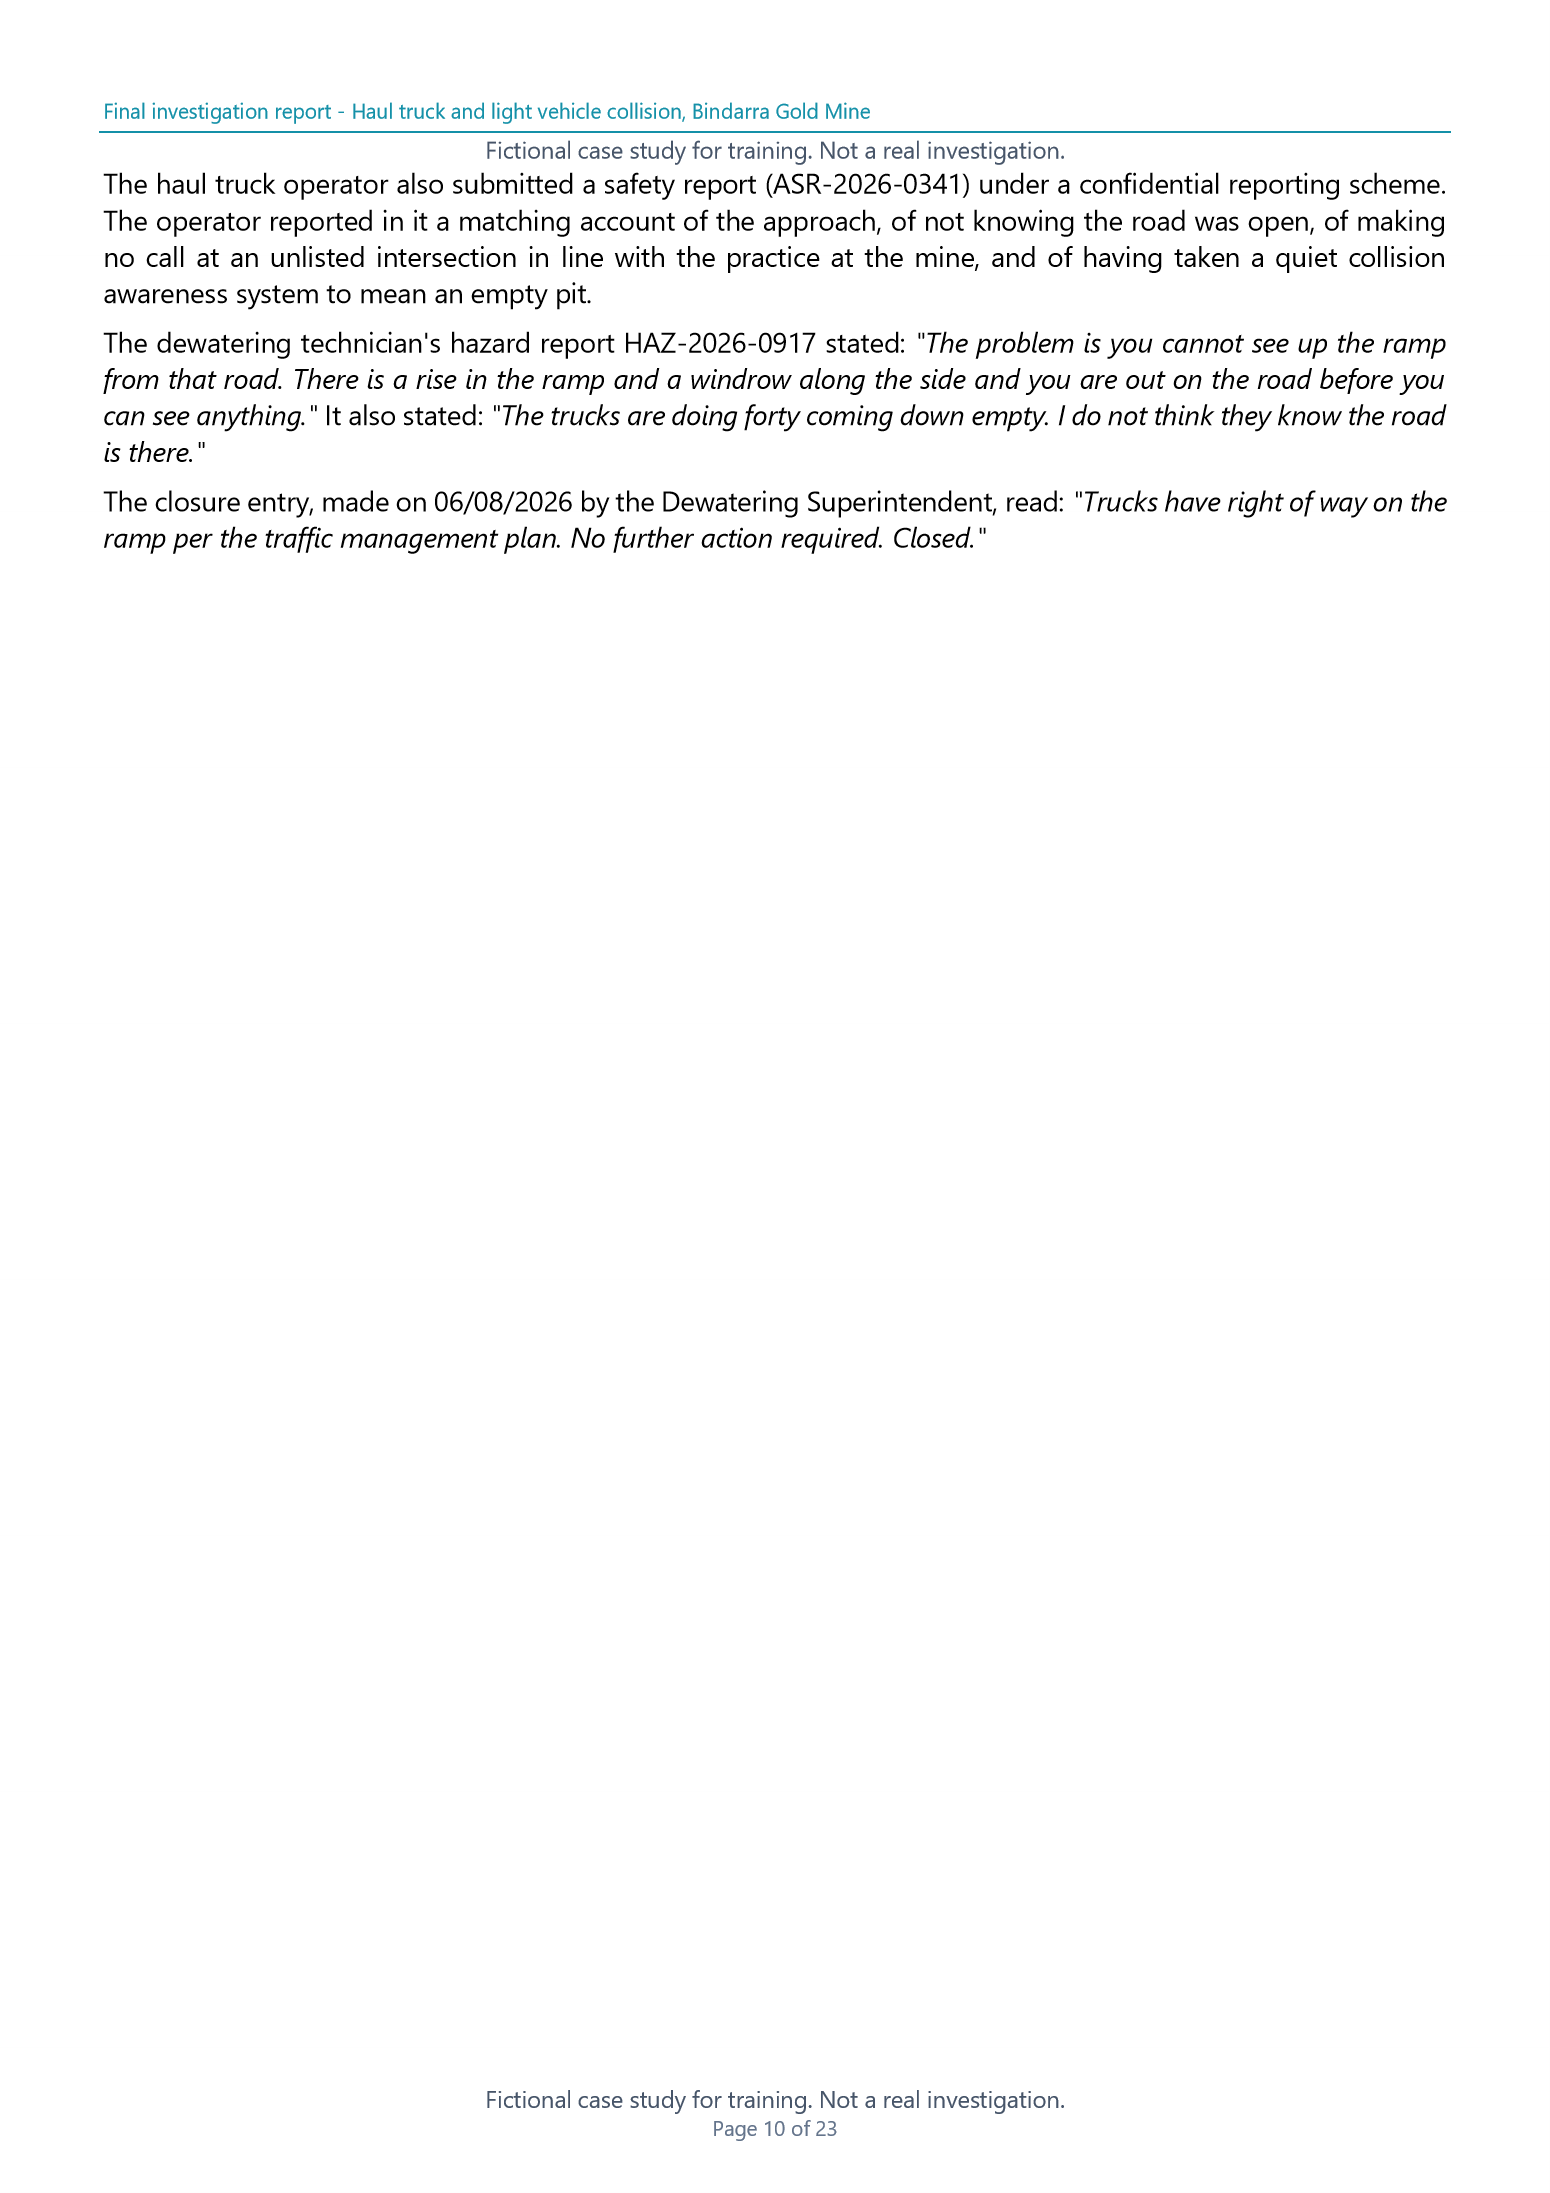 Final investigation report - Haul truck and light vehicle collision, Bindarra Gold Mine
Fictional case study for training. Not a real investigation.
The haul truck operator also submitted a safety report (ASR-2026-0341) under a confidential reporting scheme.
The operator reported in it a matching account of the approach, of not knowing the road was open, of making
no call at an unlisted intersection in line with the practice at the mine, and of having taken a quiet collision
awareness system to mean an empty pit.
The dewatering technician's hazard report HAZ-2026-0917 stated: "The problem is you cannot see up the ramp
from that road. There is a rise in the ramp and a windrow along the side and you are out on the road before you
can see anything." It also stated: "The trucks are doing forty coming down empty. I do not think they know the road
is there."
The closure entry, made on 06/08/2026 by the Dewatering Superintendent, read: "Trucks have right of way on the
ramp per the traffic management plan. No further action required. Closed."
Fictional case study for training. Not a real investigation.
Page 10 of 23